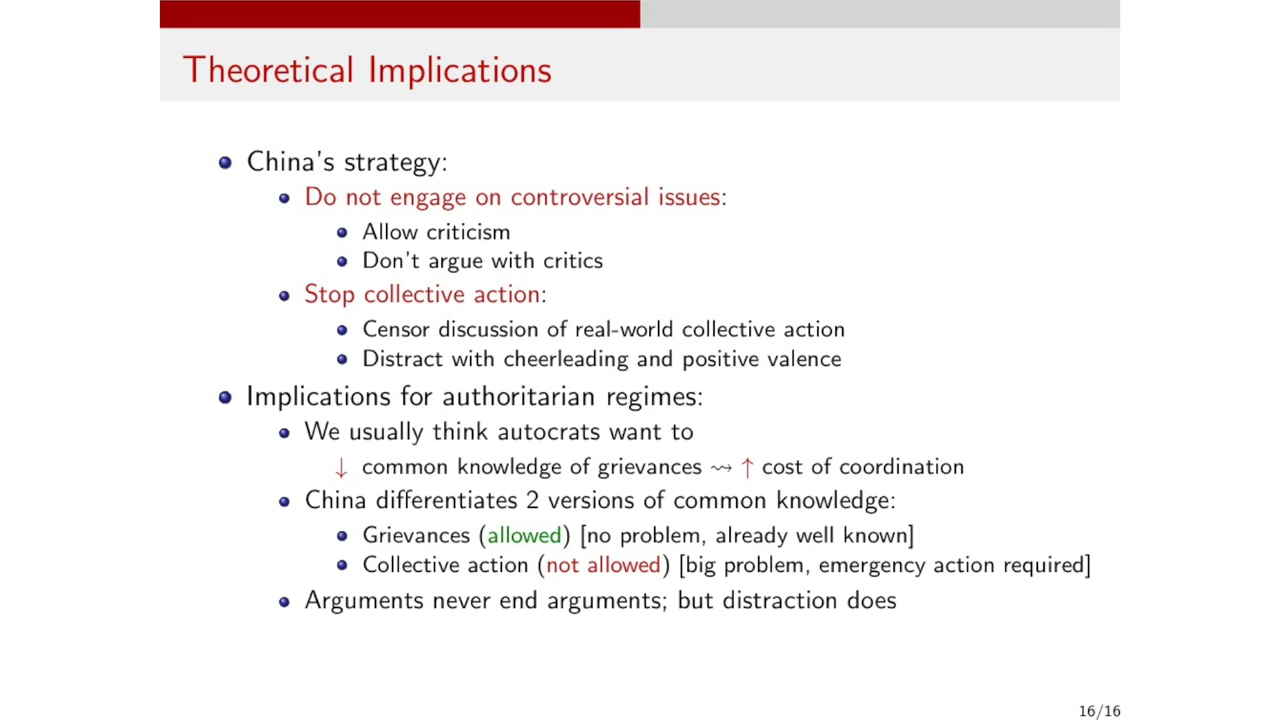 Theoretical Implications
China's strategy:
Do not engage on controversial issues:
Allow criticism
Don't argue with critics
Stop collective action:
Censor discussion of real-world collective action
Distract with cheerleading and positive valence
Implications for authoritarian regimes:
We usually think autocrats want to
↓ common knowledge of grievances ⇝ ↑ cost of coordination
China differentiates 2 versions of common knowledge:
Grievances (allowed) [no problem, already well known]
Collective action (not allowed) [big problem, emergency action required]
Arguments never end arguments; but distraction does
16/16